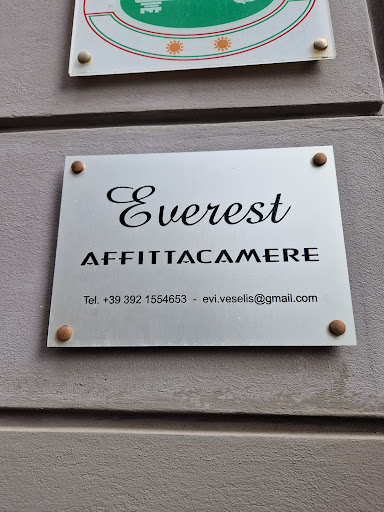 Everest
AFFITTACAMERE
Tel. +39 392 1554653 - evi.veselis@gmail.com